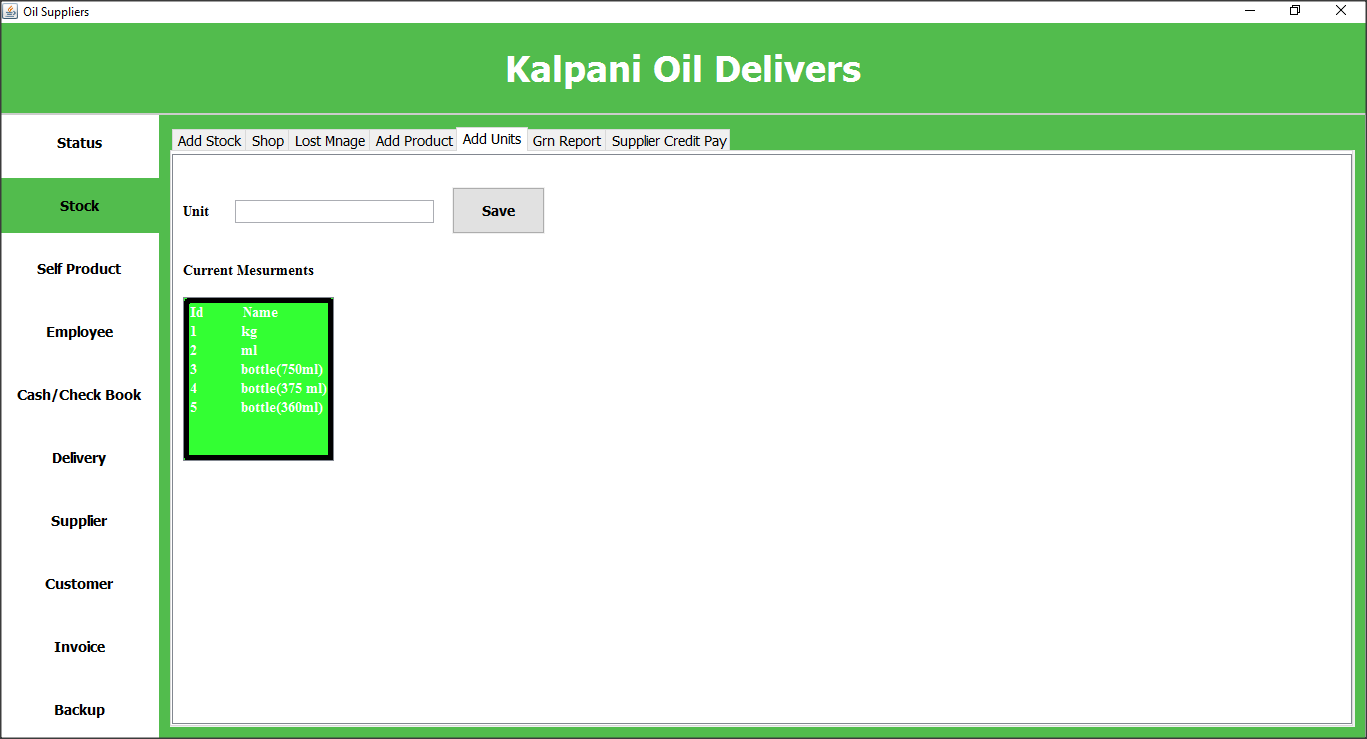 Oil Suppliers
Kalpani Oil Delivers
Status
Stock
Self Product
Employee
Cash/Check Book
Delivery
Supplier
Customer
Invoice
Backup
Add Stock Shop Lost Mnage Add Product Add Units Grn Report Supplier Credit Pay
Unit Save
Current Mesurments
Id Name
1 kg
2 ml
3 bottle(750ml)
4 bottle(375 ml)
5 bottle(360ml)